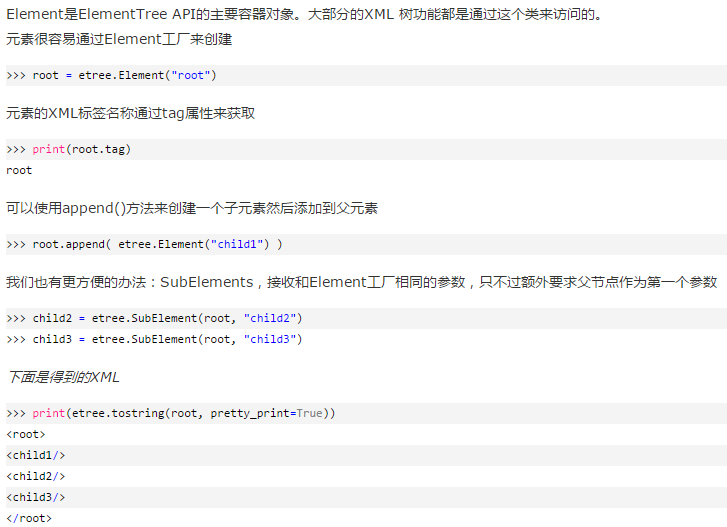 Element是ElementTree API的主要容器对象。大部分的XML 树功能都是通过这个类来访问的。
元素很容易通过Element工厂来创建
>>> root = etree.Element("root")
元素的XML标签名称通过tag属性来获取
>>> print(root.tag)
root
可以使用append()方法来创建一个子元素然后添加到父元素
>>> root.append( etree.Element("child1") )
我们也有更方便的办法：SubElements，接收和Element工厂相同的参数，只不过额外要求父节点作为第一个参数
>>> child2 = etree.SubElement(root, "child2")
>>> child3 = etree.SubElement(root, "child3")
下面是得到的XML
>>> print(etree.tostring(root, pretty_print=True))
<root>
<child1/>
<child2/>
<child3/>
</root>